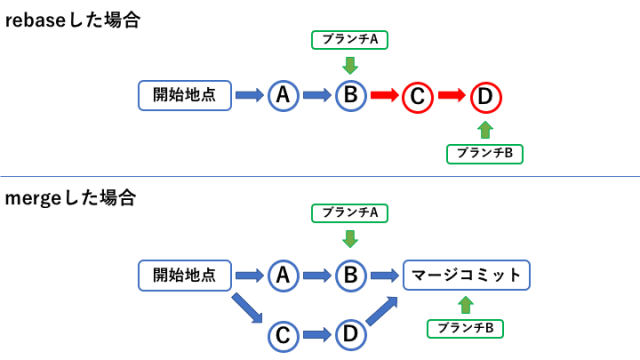 rebaseした場合
ブランチA
開始地点
A
B
C
D
ブランチB
mergeした場合
ブランチA
開始地点
A
B
マージコミット
C
D
ブランチB